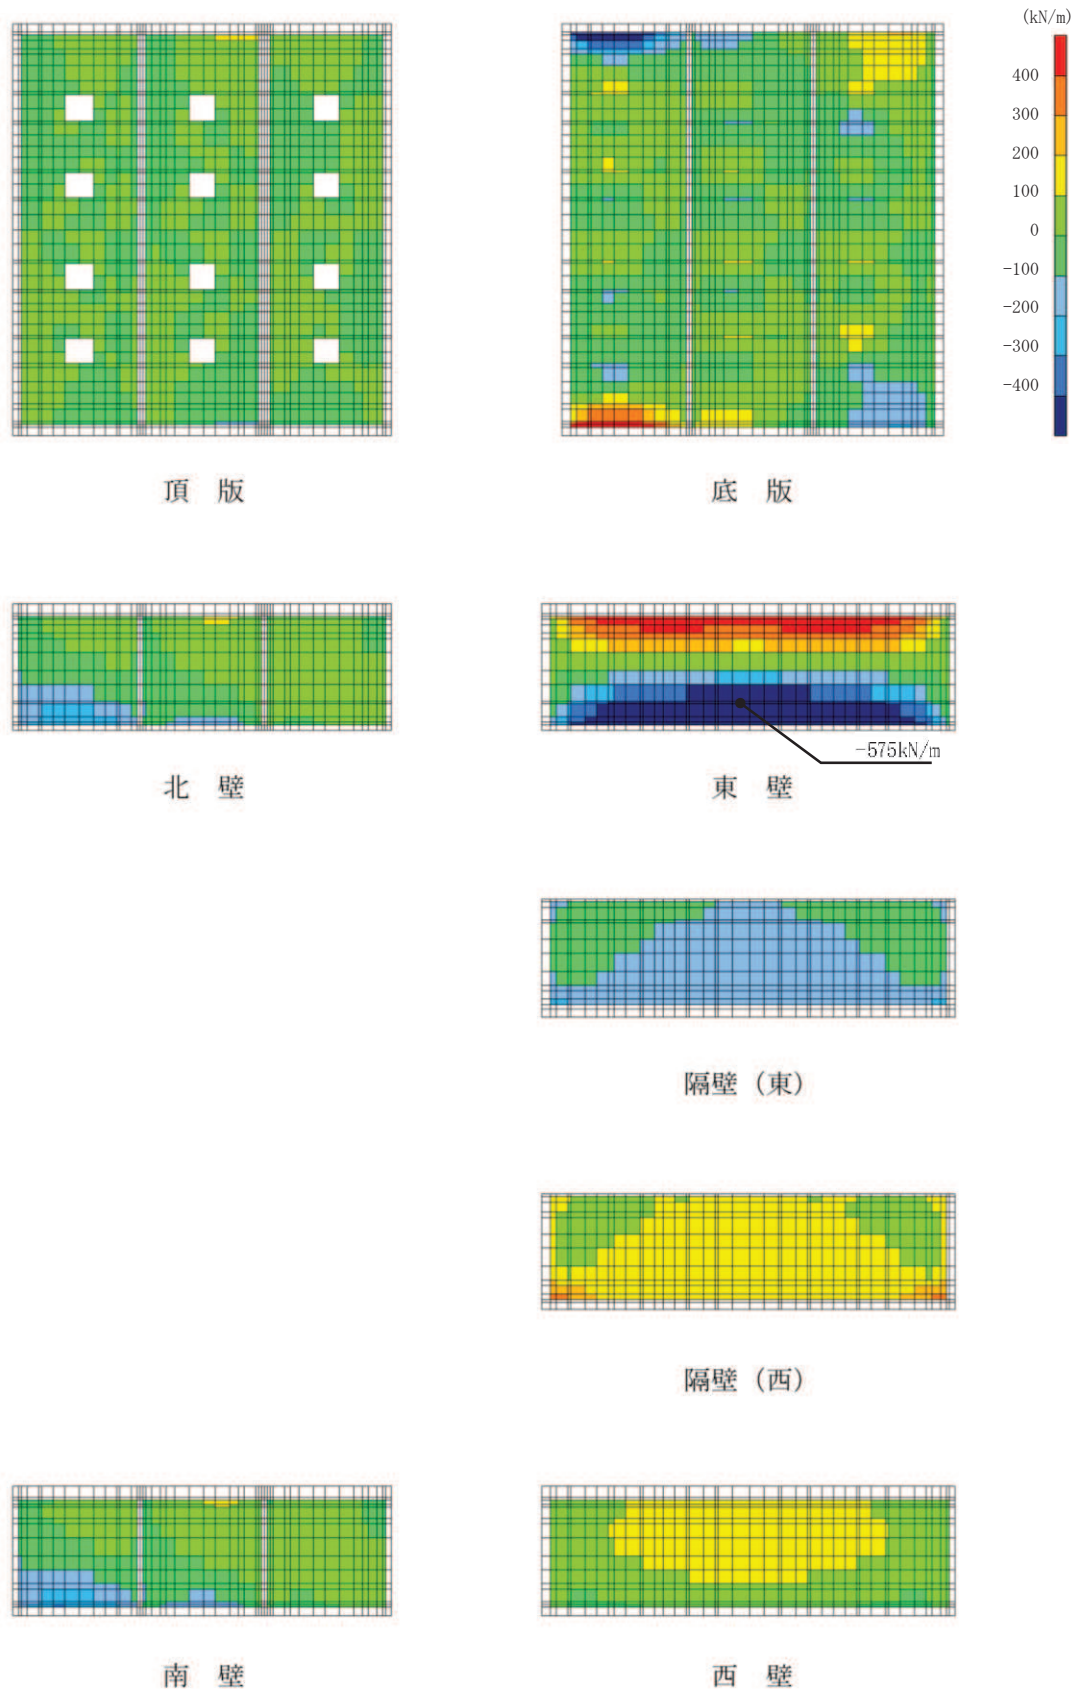 (kN/m)
400
300
200
100
0
-100
-200
-300
-400
頂 版
底 版
-575kN/m
北 壁
東 壁
隔壁（東）
隔壁（西）
南 壁
西 壁